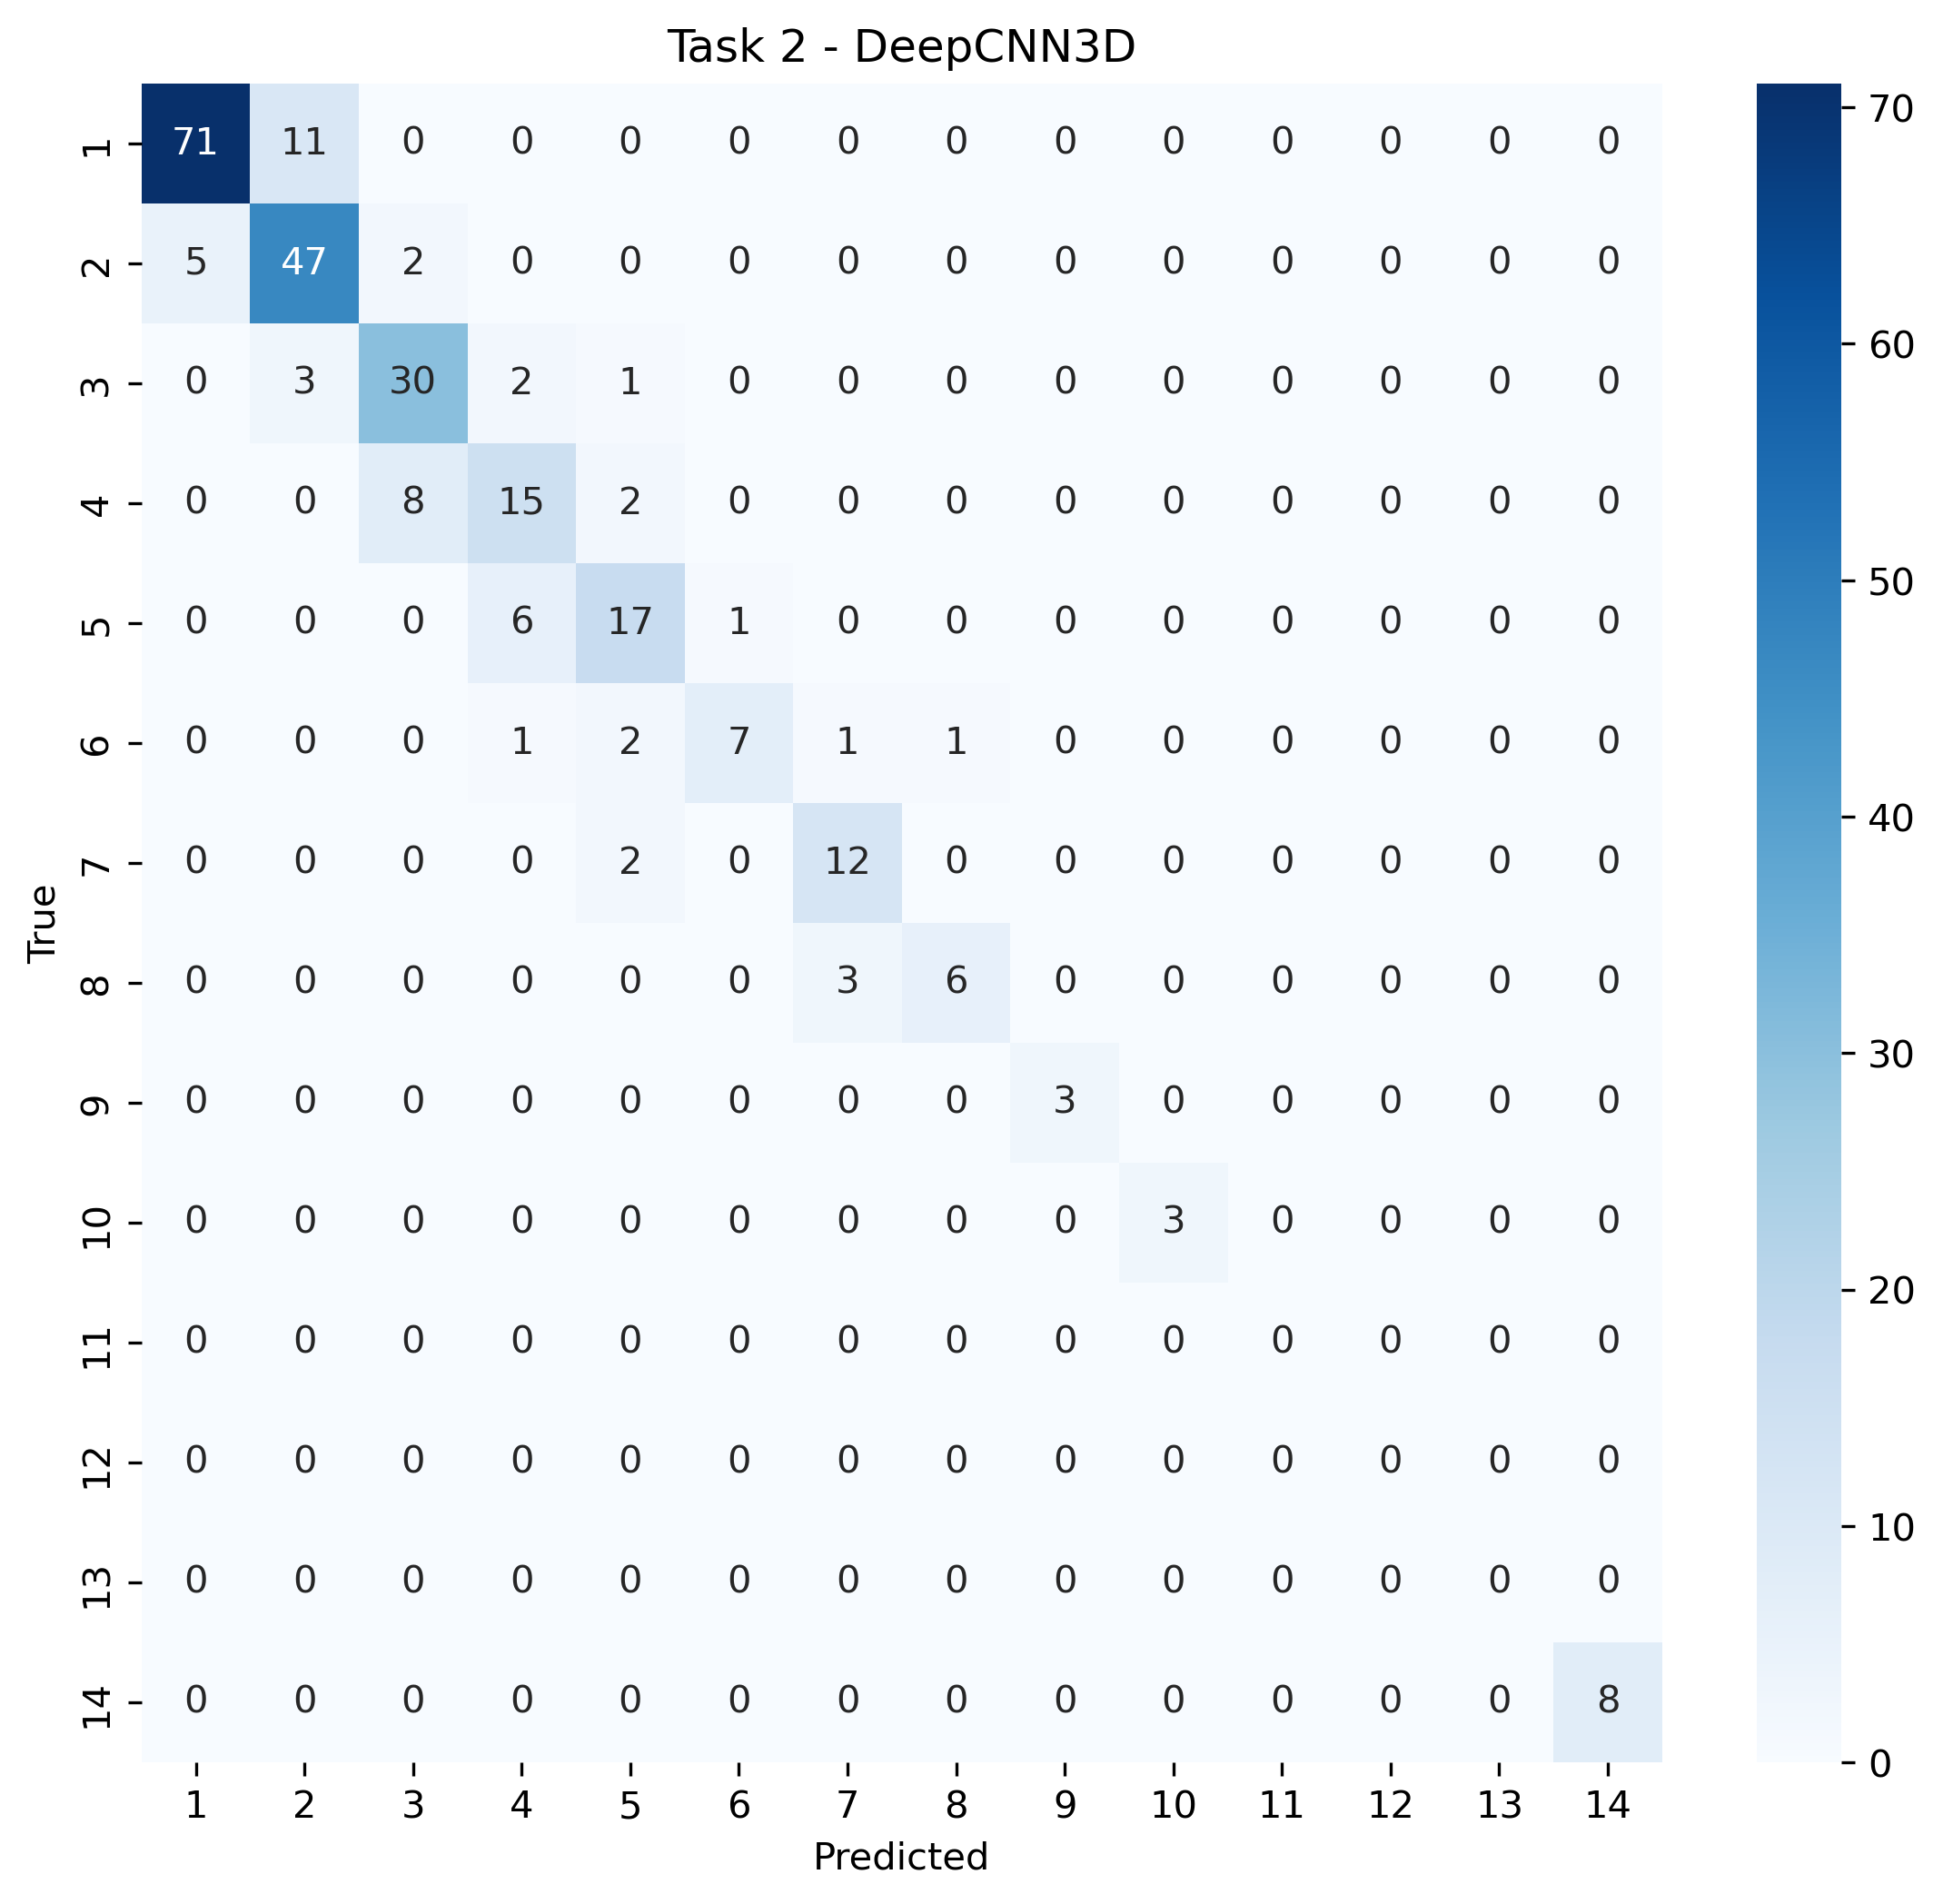 Task 2 - DeepCNN3D
1 71 11 0 0 0 0 0 0 0 0 0 0 0 0
2 5 47 2 0 0 0 0 0 0 0 0 0 0 0
3 0 3 30 2 1 0 0 0 0 0 0 0 0 0
4 0 0 8 15 2 0 0 0 0 0 0 0 0 0
5 0 0 0 6 17 1 0 0 0 0 0 0 0 0
6 0 0 0 1 2 7 1 1 0 0 0 0 0 0
7 0 0 0 0 2 0 12 0 0 0 0 0 0 0
8 0 0 0 0 0 0 3 6 0 0 0 0 0 0
9 0 0 0 0 0 0 0 0 3 0 0 0 0 0
10 0 0 0 0 0 0 0 0 0 3 0 0 0 0
11 0 0 0 0 0 0 0 0 0 0 0 0 0 0
12 0 0 0 0 0 0 0 0 0 0 0 0 0 0
13 0 0 0 0 0 0 0 0 0 0 0 0 0 0
14 0 0 0 0 0 0 0 0 0 0 0 0 0 8
1 2 3 4 5 6 7 8 9 10 11 12 13 14
Predicted
True
70
60
50
40
30
20
10
0